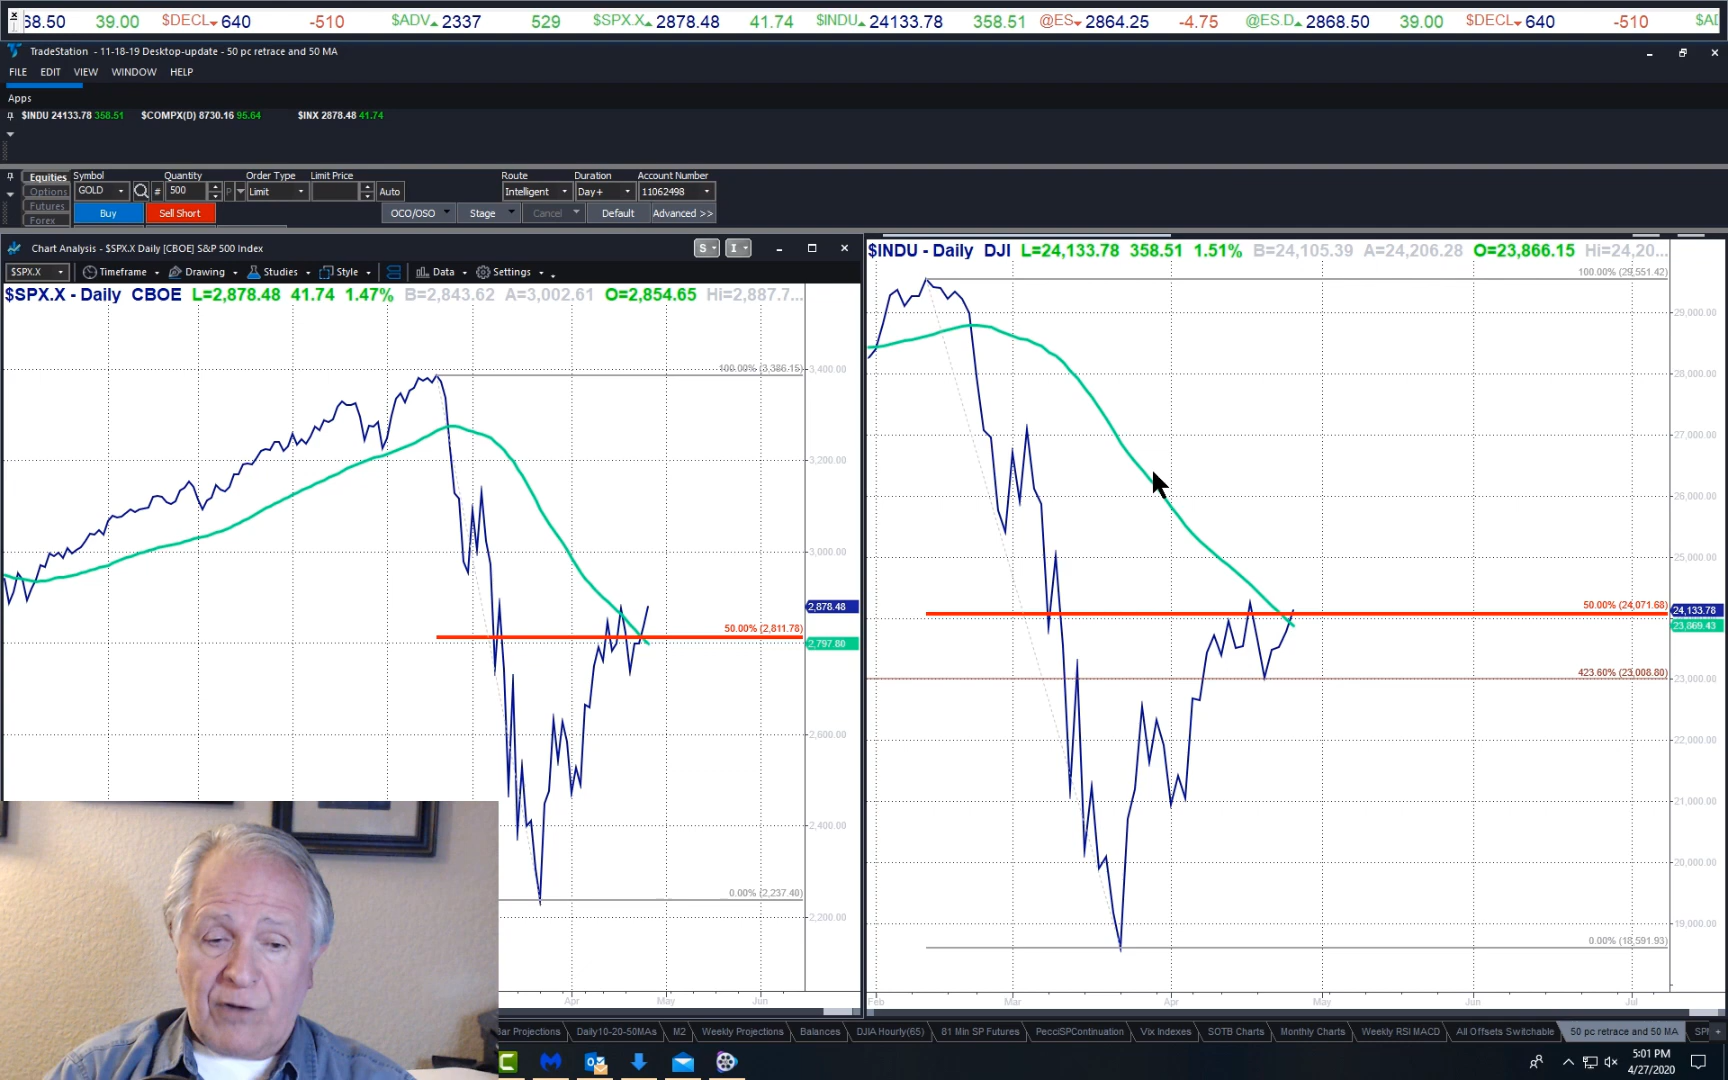 38.50 39.00 $DECL 640 -510 $ADV 2337 529 $SPX.X 2878.48 41.74 $INDU 24133.78 358.51 @ES 2864.25 -4.75 @ES.D 2868.50 39.00 $DECL 640 -510 $AD
TradeStation - 11-18-19 Desktop-update - 50 pc retrace and 50 MA
FILE EDIT VIEW WINDOW HELP
Apps
$INDU 24133.78 358.51 $COMPX(D) 8730.16 95.64 $INX 2878.48 41.74
Equities Symbol Quantity Order Type Limit Price Route Duration Account Number
Options GOLD # 500 P Limit Auto Intelligent Day+ 11062498
Futures
Forex Buy Sell Short OCO/OSO Stage Cancel Default Advanced >>
Chart Analysis - $SPX.X Daily [CBOE] S&P 500 Index S I
$SPX.X Timeframe Drawing Studies Style Data Settings
$SPX.X - Daily CBOE L=2,878.48 41.74 1.47% B=2,843.62 A=3,002.61 O=2,854.65 Hi=2,887.7...
100.00% (3,386.15)
3,400.00
3,200.00
3,000.00
2,878.48
50.00% (2,811.78)
2,797.80
2,600.00
2,400.00
0.00% (2,237.40)
2,200.00
Apr May Jun
$INDU - Daily DJI L=24,133.78 358.51 1.51% B=24,105.39 A=24,206.28 O=23,866.15 Hi=24,20...
100.00% (29,551.42)
29,000.00
28,000.00
27,000.00
26,000.00
25,000.00
50.00% (24,071.68)
24,133.78
23,869.43
423.60% (23,008.80)
23,000.00
22,000.00
21,000.00
20,000.00
19,000.00
0.00% (18,591.93)
Feb Mar Apr May Jun Jul
Bar Projections Daily10-20-50MAs M2 Weekly Projections Balances DJIA Hourly(65) 81 Min SP Futures PecciSPContinuation Vix Indexes SOTB Charts Monthly Charts Weekly RSI MACD All Offsets Switchable 50 pc retrace and 50 MA SP
5:01 PM
4/27/2020